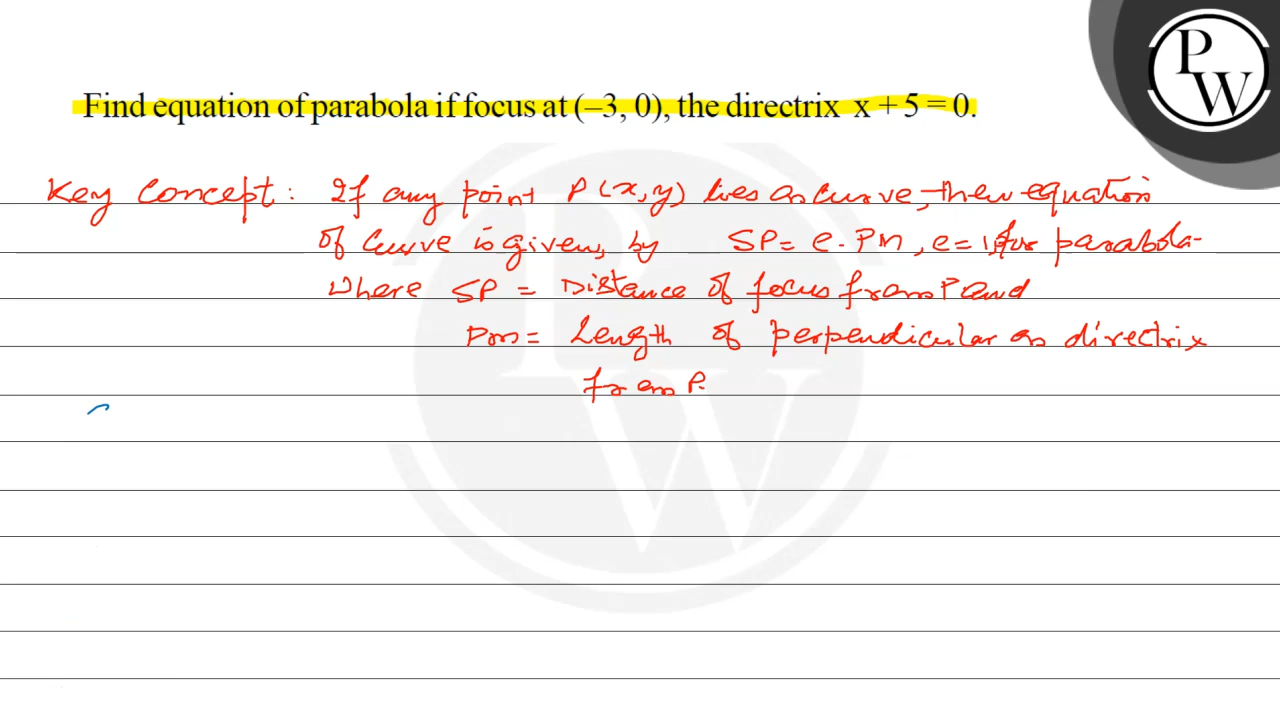 P
W
Find equation of parabola if focus at (–3, 0), the directrix x + 5 = 0.
Key Concept: If any point P(x,y) lies on curve, then equation
of curve is given, by SP = e. PM, e = 1, for parabola-
Where SP = Distance of focus from P and
PM = Length of perpendicular on directrix
from P.